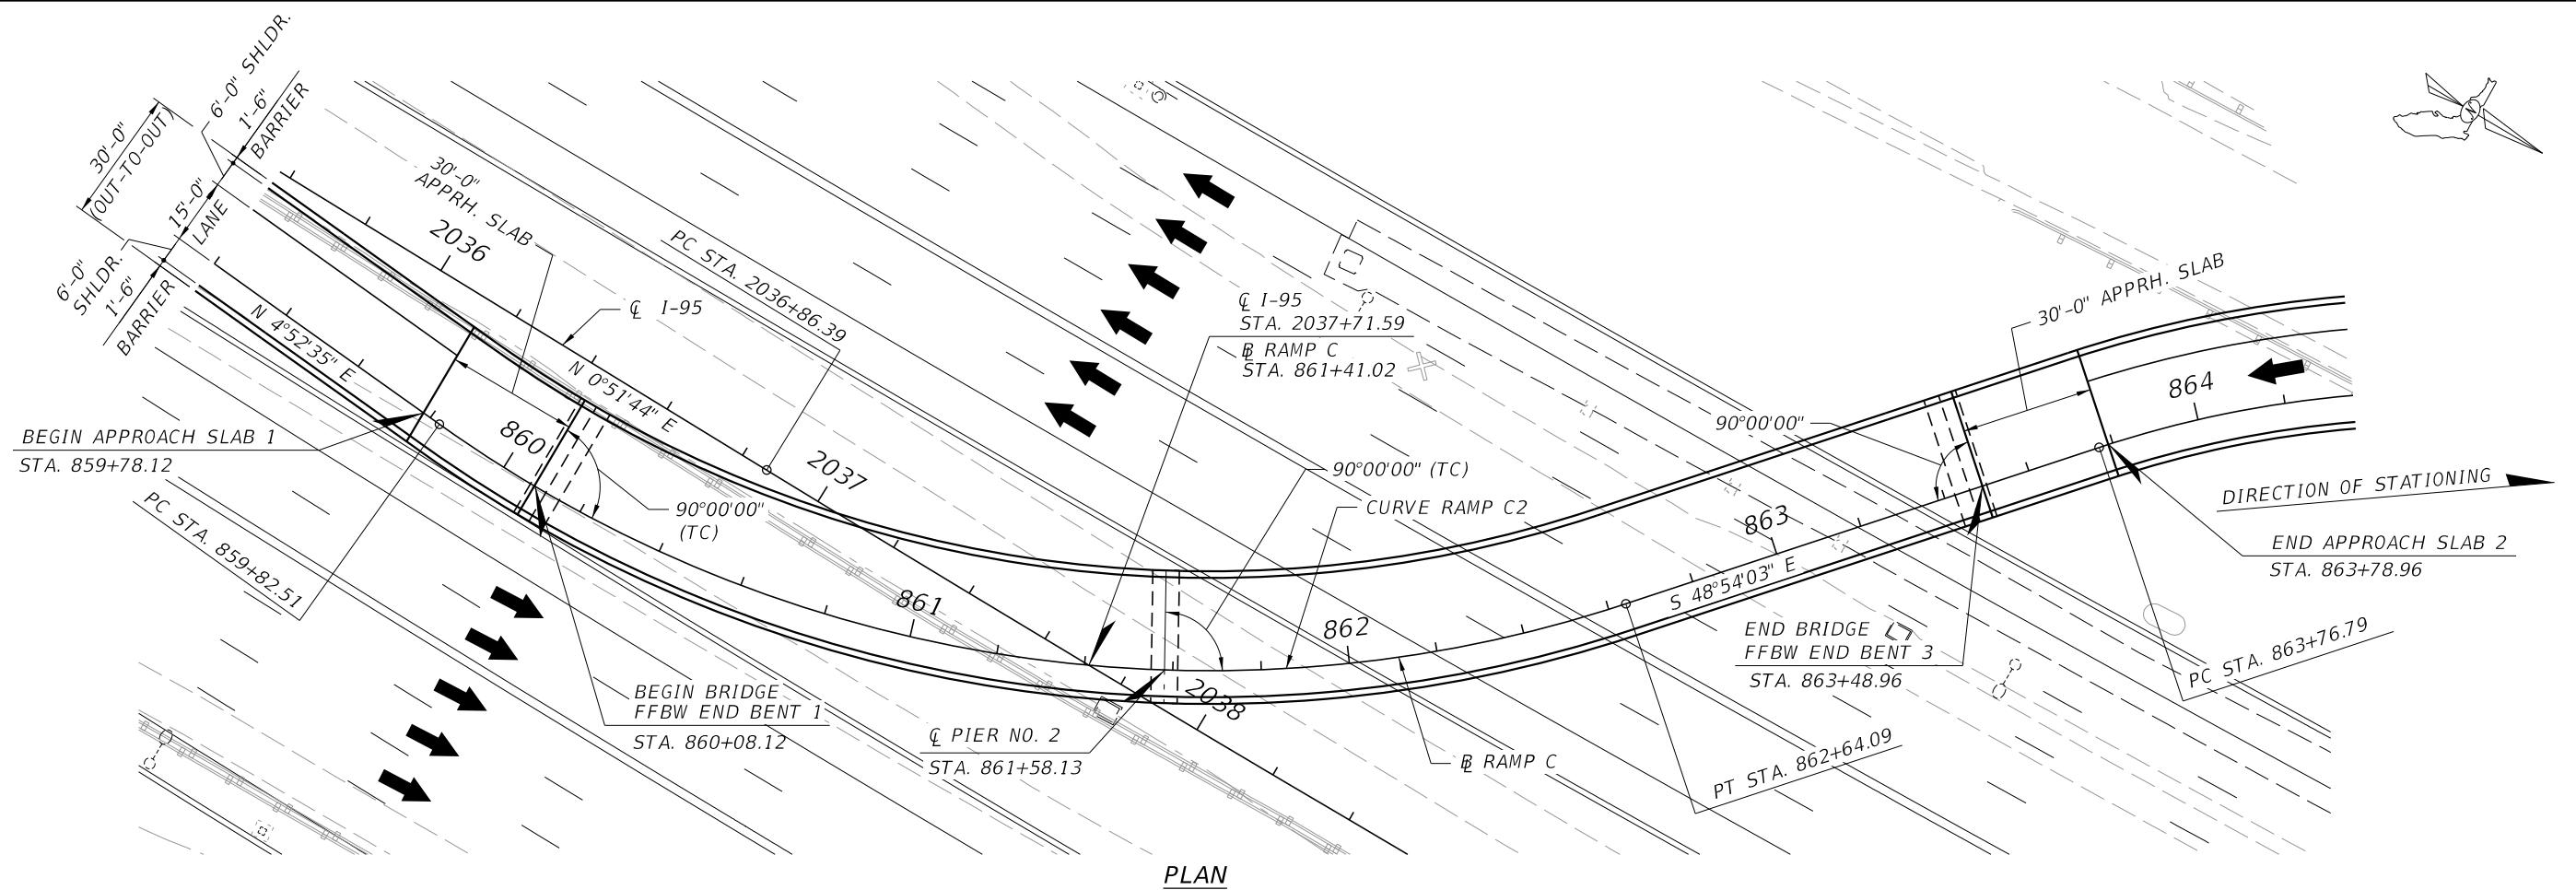 6'-0" SHLDR.
1'-6"
BARRIER
30'-0"
(OUT-TO-OUT)
15'-0"
LANE
6'-0"
SHLDR.
1'-6"
BARRIER
30'-0"
APPRH. SLAB
2036
PC STA. 2036+86.39
℄ I-95
N 4°52'35" E
N 0°51'44" E
℄ I-95
STA. 2037+71.59
B̲L RAMP C
STA. 861+41.02
30'-0" APPRH. SLAB
864
N
BEGIN APPROACH SLAB 1
STA. 859+78.12
860
2037
90°00'00" (TC)
CURVE RAMP C2
90°00'00"
DIRECTION OF STATIONING
PC STA. 859+82.51
90°00'00"
(TC)
863
END APPROACH SLAB 2
STA. 863+78.96
861
862
S 48°54'03" E
END BRIDGE
FFBW END BENT 3
STA. 863+48.96
PC STA. 863+76.79
BEGIN BRIDGE
FFBW END BENT 1
STA. 860+08.12
2038
℄ PIER NO. 2
STA. 861+58.13
BL RAMP C
PT STA. 862+64.09
PLAN